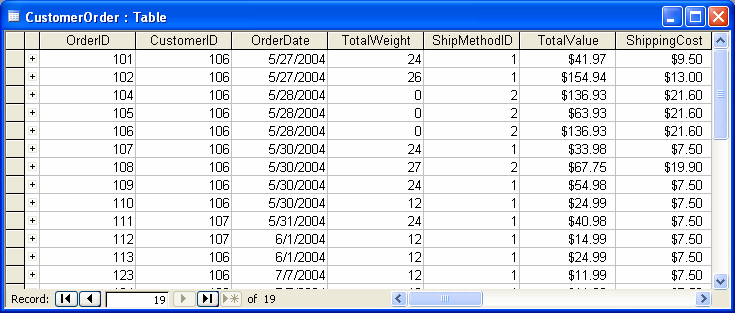 CustomerOrder : Table
OrderID CustomerID OrderDate TotalWeight ShipMethodID TotalValue ShippingCost
+ 101 106 5/27/2004 24 1 $41.97 $9.50
+ 102 106 5/27/2004 26 1 $154.94 $13.00
+ 104 106 5/28/2004 0 2 $136.93 $21.60
+ 105 106 5/28/2004 0 2 $63.93 $21.60
+ 106 106 5/28/2004 0 2 $136.93 $21.60
+ 107 106 5/30/2004 24 1 $33.98 $7.50
+ 108 106 5/30/2004 27 2 $67.75 $19.90
+ 109 106 5/30/2004 24 1 $54.98 $7.50
+ 110 106 5/30/2004 12 1 $24.99 $7.50
+ 111 107 5/31/2004 24 1 $40.98 $7.50
+ 112 107 6/1/2004 12 1 $14.99 $7.50
+ 113 106 6/1/2004 12 1 $24.99 $7.50
+ 123 106 7/7/2004 12 1 $11.99 $7.50
Record: 19 of 19